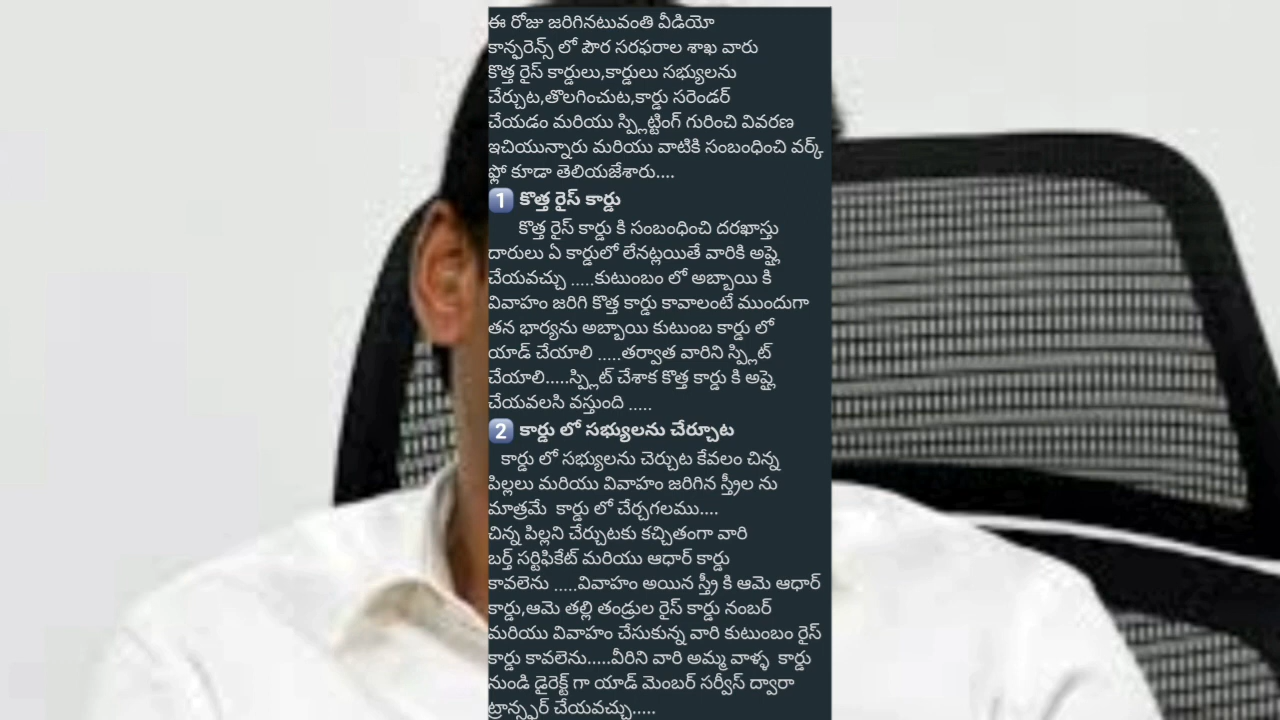 ఈ రోజు జరిగినటువంతి వీడియో
కాన్ఫరెన్స్ లో పౌర సరఫరాల శాఖ వారు
కొత్త రైస్ కార్డులు,కార్డులు సభ్యులను
చేర్చుట,తొలగించుట,కార్డు సరెండర్
చేయడం మరియు స్ప్లిట్టింగ్ గురించి వివరణ
ఇచియున్నారు మరియు వాటికి సంబంధించి వర్క్
ఫ్లో కూడా తెలియజేశారు....
1 కొత్త రైస్ కార్డు
కొత్త రైస్ కార్డు కి సంబంధించి దరఖాస్తు
దారులు ఏ కార్డులో లేనట్లయితే వారికి అప్లై
చేయవచ్చు .....కుటుంబం లో అబ్బాయి కి
వివాహం జరిగి కొత్త కార్డు కావాలంటే ముందుగా
తన భార్యను అబ్బాయి కుటుంబ కార్డు లో
యాడ్ చేయాలి .....తర్వాత వారిని స్ప్లిట్
చేయాలి.....స్ప్లిట్ చేశాక కొత్త కార్డు కి అప్లై
చేయవలసి వస్తుంది .....
2 కార్డు లో సభ్యులను చేర్చూట
కార్డు లో సభ్యులను చెర్చుట కేవలం చిన్న
పిల్లలు మరియు వివాహం జరిగిన స్త్రీల ను
మాత్రమే కార్డు లో చేర్చగలము....
చిన్న పిల్లని చేర్చుటకు కచ్చితంగా వారి
బర్త్ సర్టిఫికేట్ మరియు ఆధార్ కార్డు
కావలెను .....వివాహం అయిన స్త్రీ కి ఆమె ఆధార్
కార్డు,ఆమె తల్లి తండ్రుల రైస్ కార్డు నంబర్
మరియు వివాహం చేసుకున్న వారి కుటుంబం రైస్
కార్డు కావలెను.....వీరిని వారి అమ్మ వాళ్ళ కార్డు
నుండి డైరెక్ట్ గా యాడ్ మెంబర్ సర్వీస్ ద్వారా
ట్రాన్స్ఫర్ చేయవచ్చు.....